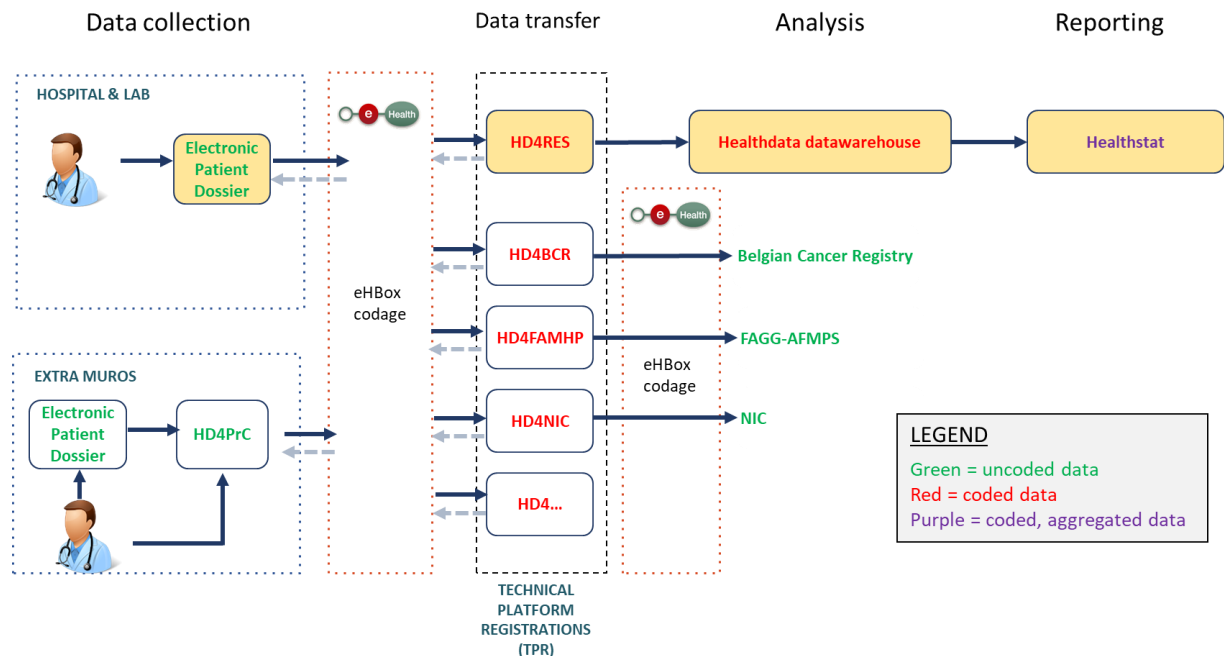 Data collection
Data transfer
Analysis
Reporting
HOSPITAL & LAB
Electronic
Patient
Dossier
e Health
HD4RES
Healthdata datawarehouse
Healthstat
e Health
HD4BCR
Belgian Cancer Registry
eHBox
codage
HD4FAMHP
FAGG-AFMPS
eHBox
codage
EXTRA MUROS
Electronic
Patient
Dossier
HD4PrC
HD4NIC
NIC
HD4...
LEGEND
Green = uncoded data
Red = coded data
Purple = coded, aggregated data
TECHNICAL
PLATFORM
REGISTRATIONS
(TPR)